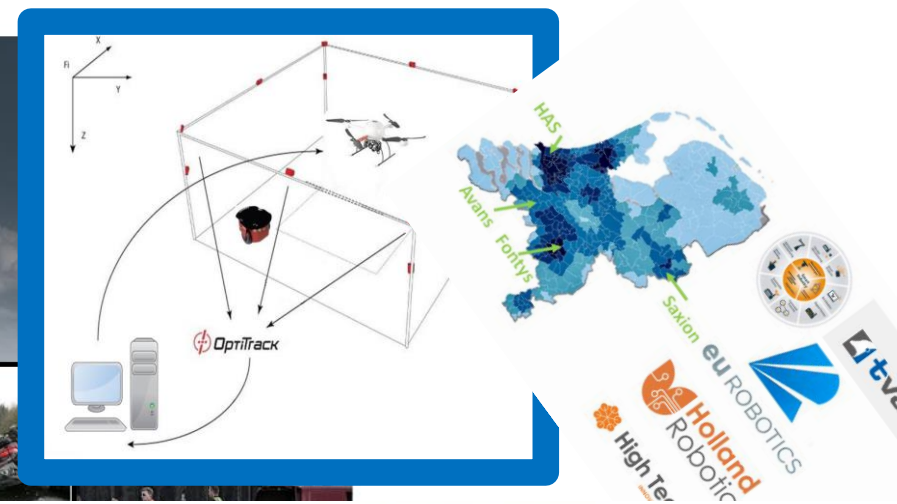 X
Fi
Y
Z
OptiTrack
HAS
Avans
Fontys
Saxion
eu ROBOTICS
Holland
Robotic
High Tec